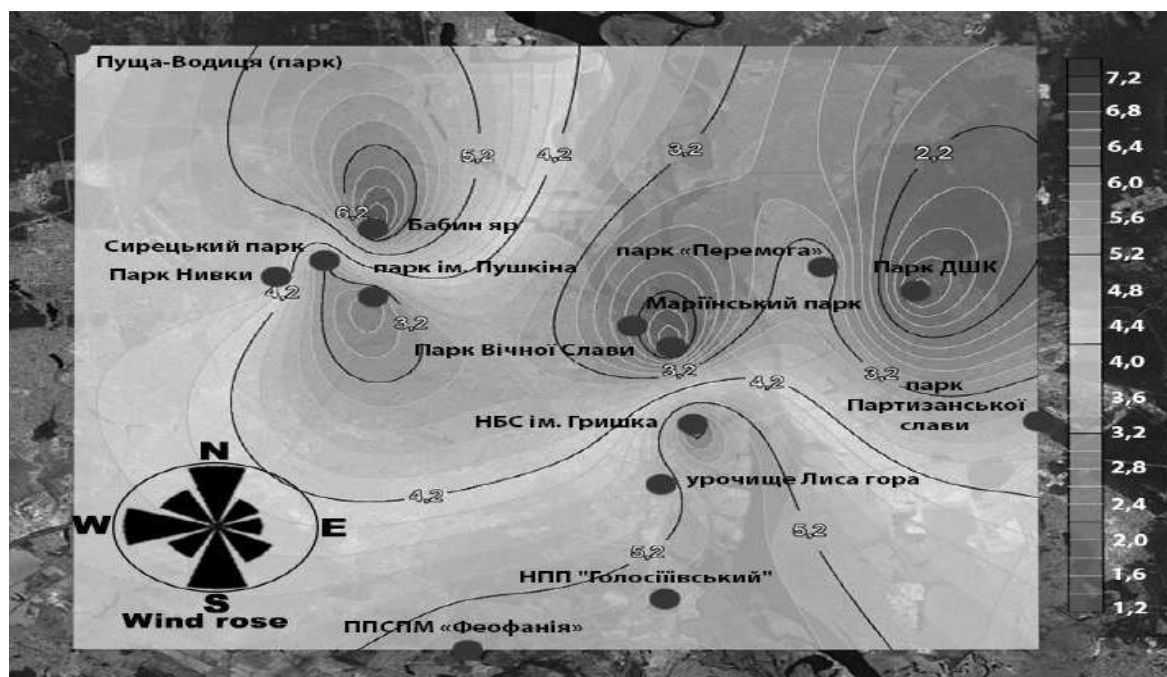 Пуща-Водиця (парк)
7,2
6,8
6,4
6,0
5,6
5,2
4,8
4,4
4,0
3,6
3,2
2,8
2,4
2,0
1,6
1,2
5,2
4,2
3,2
2,2
6,2
Бабин яр
Сирецький парк
парк ім. Пушкіна
Парк Нивки
4,2
3,2
парк «Перемога»
Парк ДШК
Маріїнський парк
Парк Вічної Слави
3,2
4,2
3,2
парк
Партизанської
слави
НБС ім. Гришка
урочище Лиса гора
4,2
5,2
5,2
N
W
E
S
Wind rose
НПП "Голосіїївський"
ППСПМ «Феофанія»